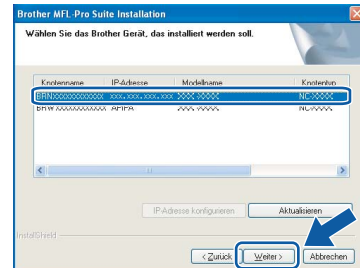 Brother MFL-Pro Suite Installation
Wählen Sie das Brother Gerät, das installiert werden soll.
Knotenname IP-Adresse Modellname Knotentyp
BRNXXXXXXXXXXXX xxx.xxx.xxx.xxx XXX-XXXX NC-XXXX
BRWXXXXXXXXXXXX APIPA XXX-XXXX NC-XXXX
IP-Adresse konfigurieren Aktualisieren
InstallShield
< Zurück Weiter > Abbrechen